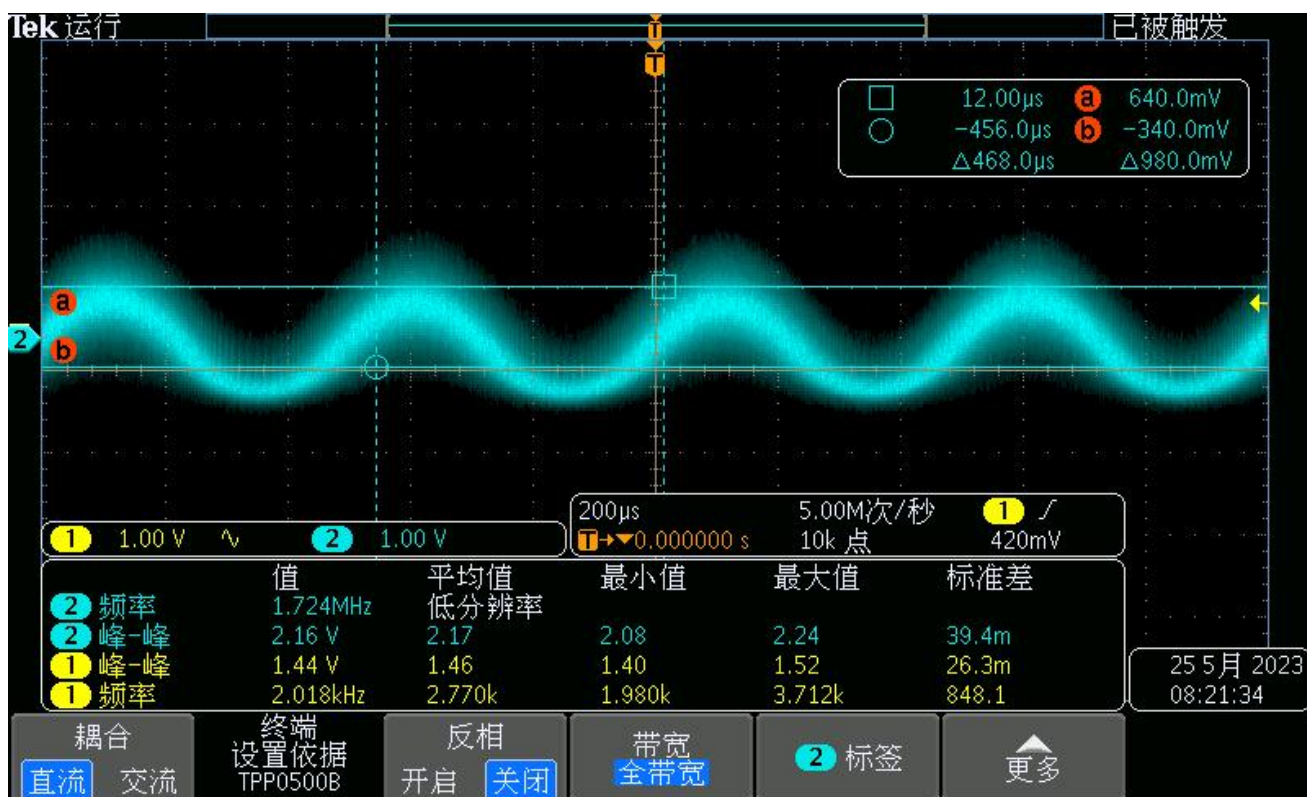 Tek 运行 已被触发
T
T
12.00μs a 640.0mV
-456.0μs b -340.0mV
△468.0μs △980.0mV
a
2
b
1 1.00 V 2 1.00 V
200μs 5.00M次/秒 1
T→▼0.000000 s 10k 点 420mV
值 平均值 最小值 最大值 标准差
2 频率 1.724MHz 低分辨率
2 峰-峰 2.16 V 2.17 2.08 2.24 39.4m
1 峰-峰 1.44 V 1.46 1.40 1.52 26.3m
1 频率 2.018kHz 2.770k 1.980k 3.712k 848.1
25 5月 2023
08:21:34
耦合
直流 交流
终端
设置依据
TPP0500B
反相
开启 关闭
带宽
全带宽
2 标签
更多